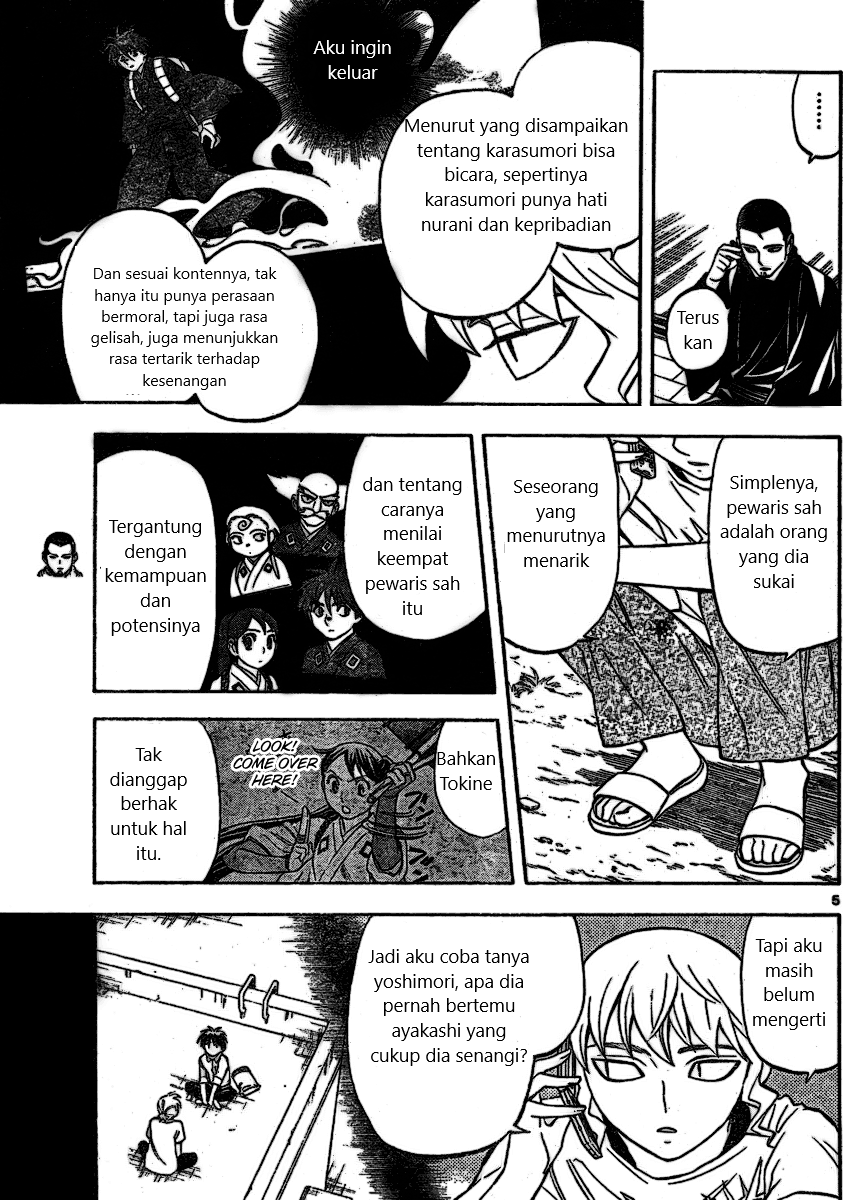 .......
Terus
kan
Aku ingin
keluar
Menurut yang disampaikan
tentang karasumori bisa
bicara, sepertinya
karasumori punya hati
nurani dan kepribadian
Dan sesuai kontennya, tak
hanya itu punya perasaan
bermoral, tapi juga rasa
gelisah, juga menunjukkan
rasa tertarik terhadap
kesenangan
Simplenya,
pewaris sah
adalah orang
yang dia
sukai
Seseorang
yang
menurutnya
menarik
dan tentang
caranya
menilai
keempat
pewaris sah
itu
Tergantung
dengan
kemampuan
dan
potensinya
Bahkan
Tokine
LOOK!
COME OVER
HERE!
Tak
dianggap
berhak
untuk hal
itu.
5
Tapi aku
masih
belum
mengerti
Jadi aku coba tanya
yoshimori, apa dia
pernah bertemu
ayakashi yang
cukup dia senangi?